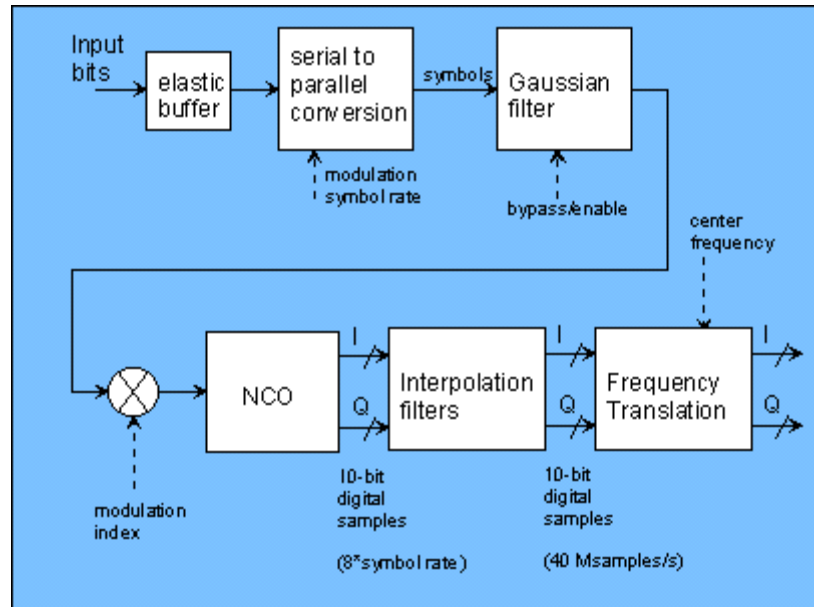 Input
bits
elastic
buffer
serial to
parallel
conversion
symbols
Gaussian
filter
modulation
symbol rate
bypass/enable
center
frequency
NCO
I
Q
Interpolation
filters
I
Q
Frequency
Translation
I
Q
modulation
index
10-bit
digital
samples
(8*symbol rate)
10-bit
digital
samples
(40 Msamples/s)